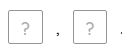 ? , ? .